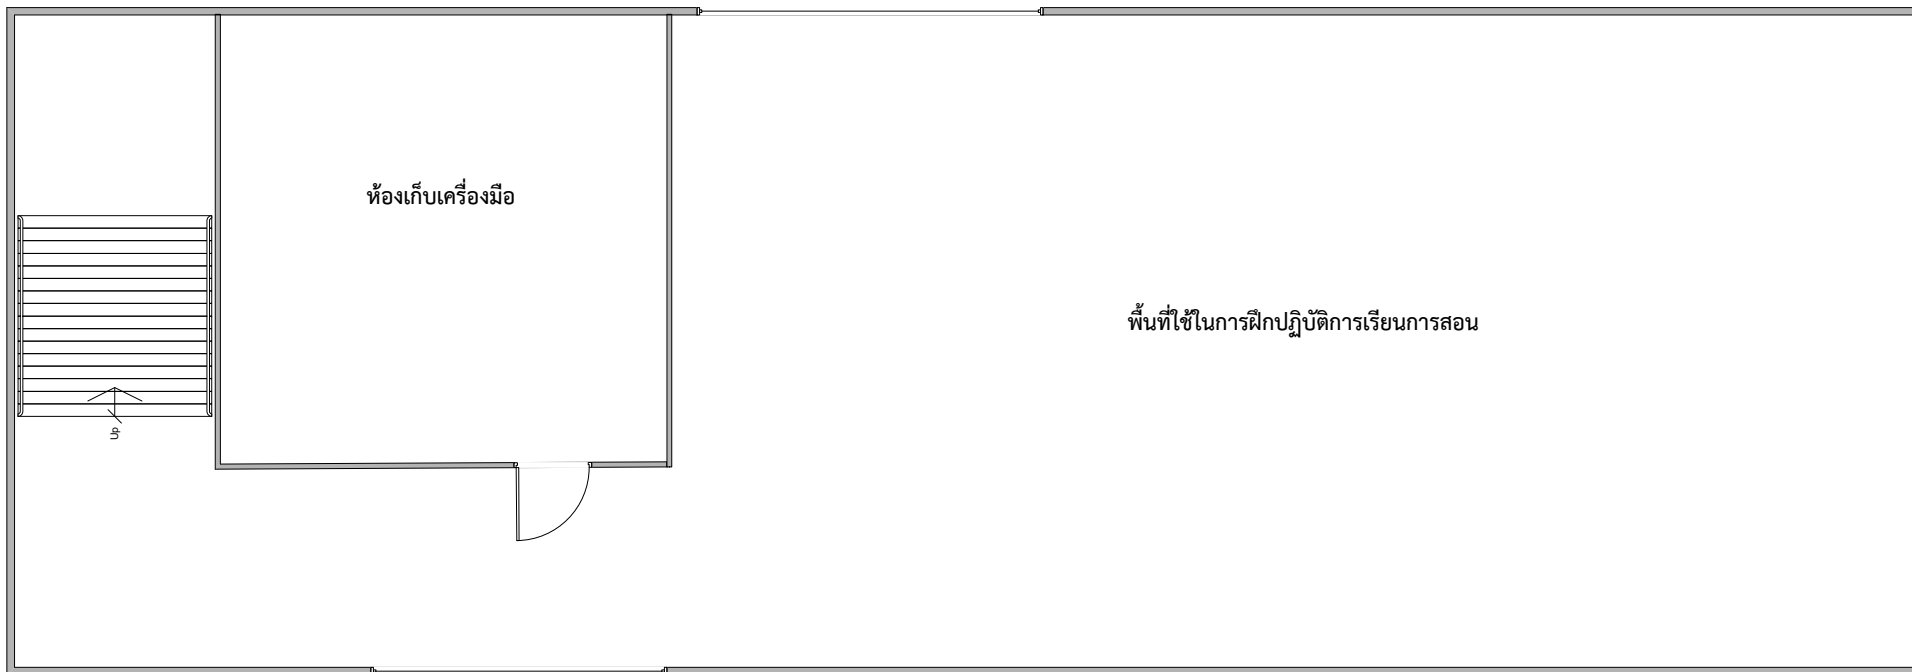 ห้องเก็บเครื่องมือ
พื้นที่ใช้ในการฝึกปฏิบัติการเรียนการสอน
Up